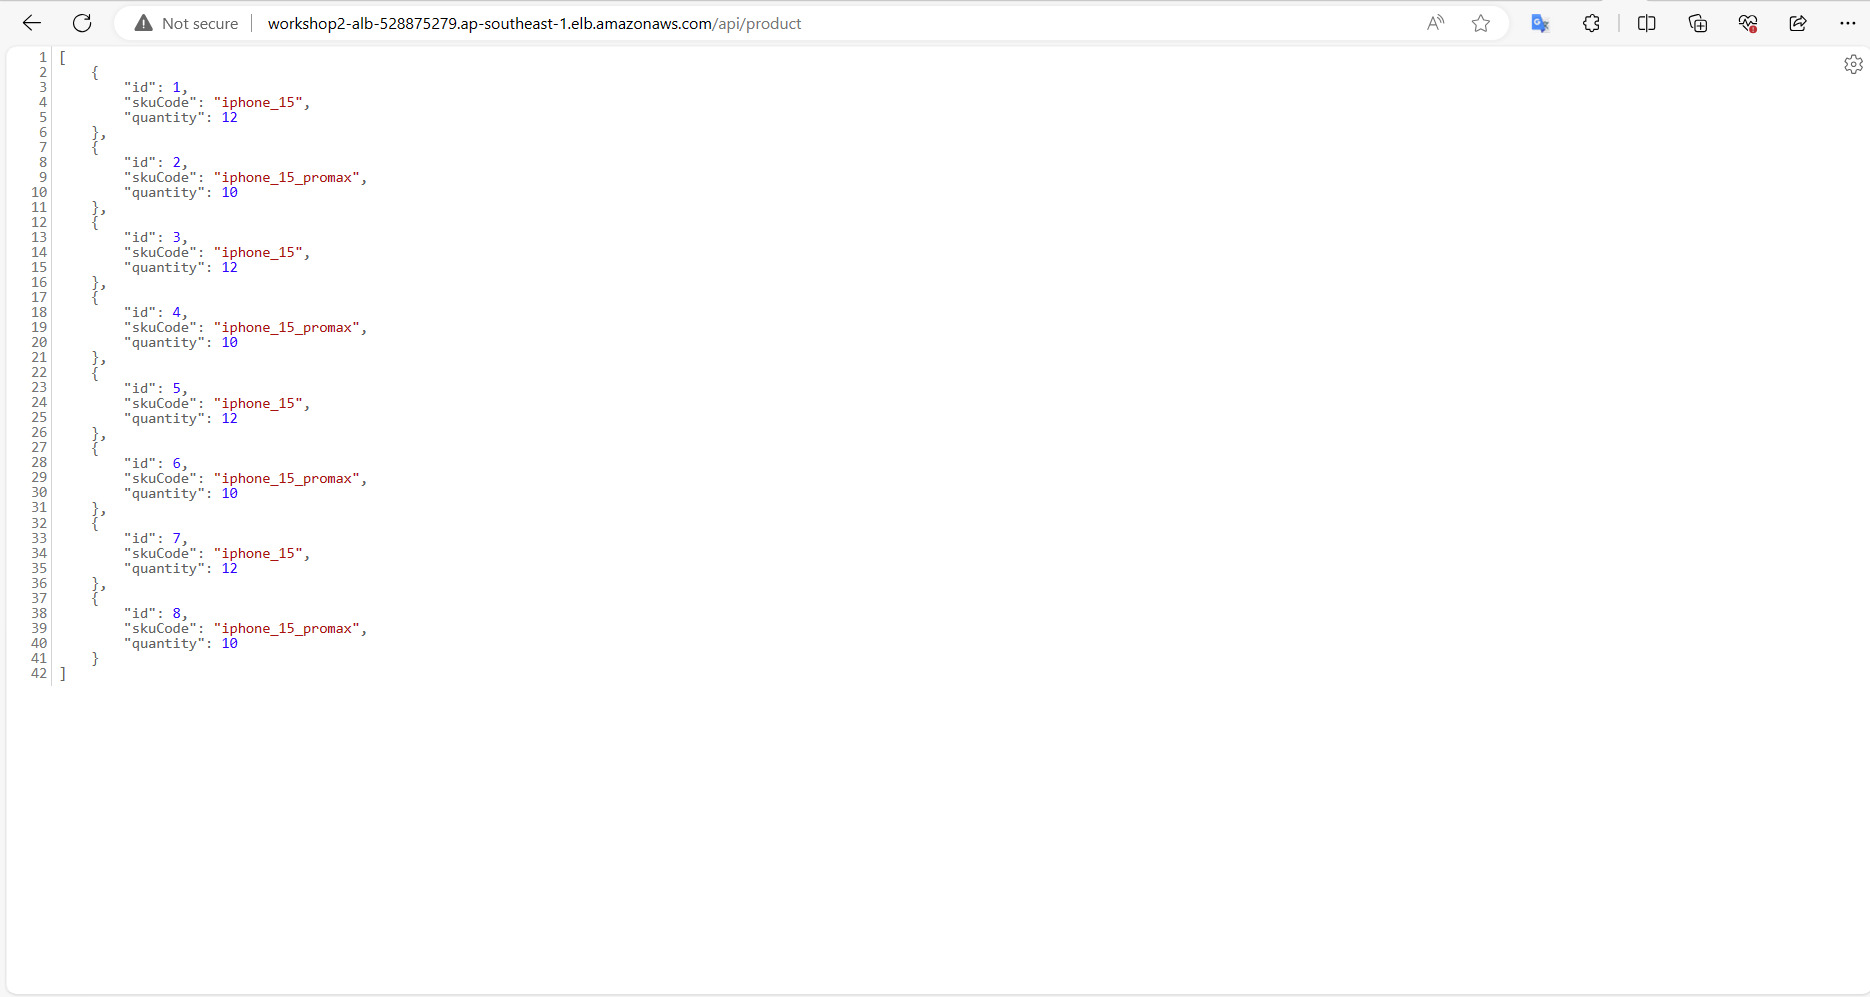 Not secure workshop2-alb-528875279.ap-southeast-1.elb.amazonaws.com/api/product
1 [
2 {
3 "id": 1,
4 "skuCode": "iphone_15",
5 "quantity": 12
6 },
7 {
8 "id": 2,
9 "skuCode": "iphone_15_promax",
10 "quantity": 10
11 },
12 {
13 "id": 3,
14 "skuCode": "iphone_15",
15 "quantity": 12
16 },
17 {
18 "id": 4,
19 "skuCode": "iphone_15_promax",
20 "quantity": 10
21 },
22 {
23 "id": 5,
24 "skuCode": "iphone_15",
25 "quantity": 12
26 },
27 {
28 "id": 6,
29 "skuCode": "iphone_15_promax",
30 "quantity": 10
31 },
32 {
33 "id": 7,
34 "skuCode": "iphone_15",
35 "quantity": 12
36 },
37 {
38 "id": 8,
39 "skuCode": "iphone_15_promax",
40 "quantity": 10
41 }
42 ]